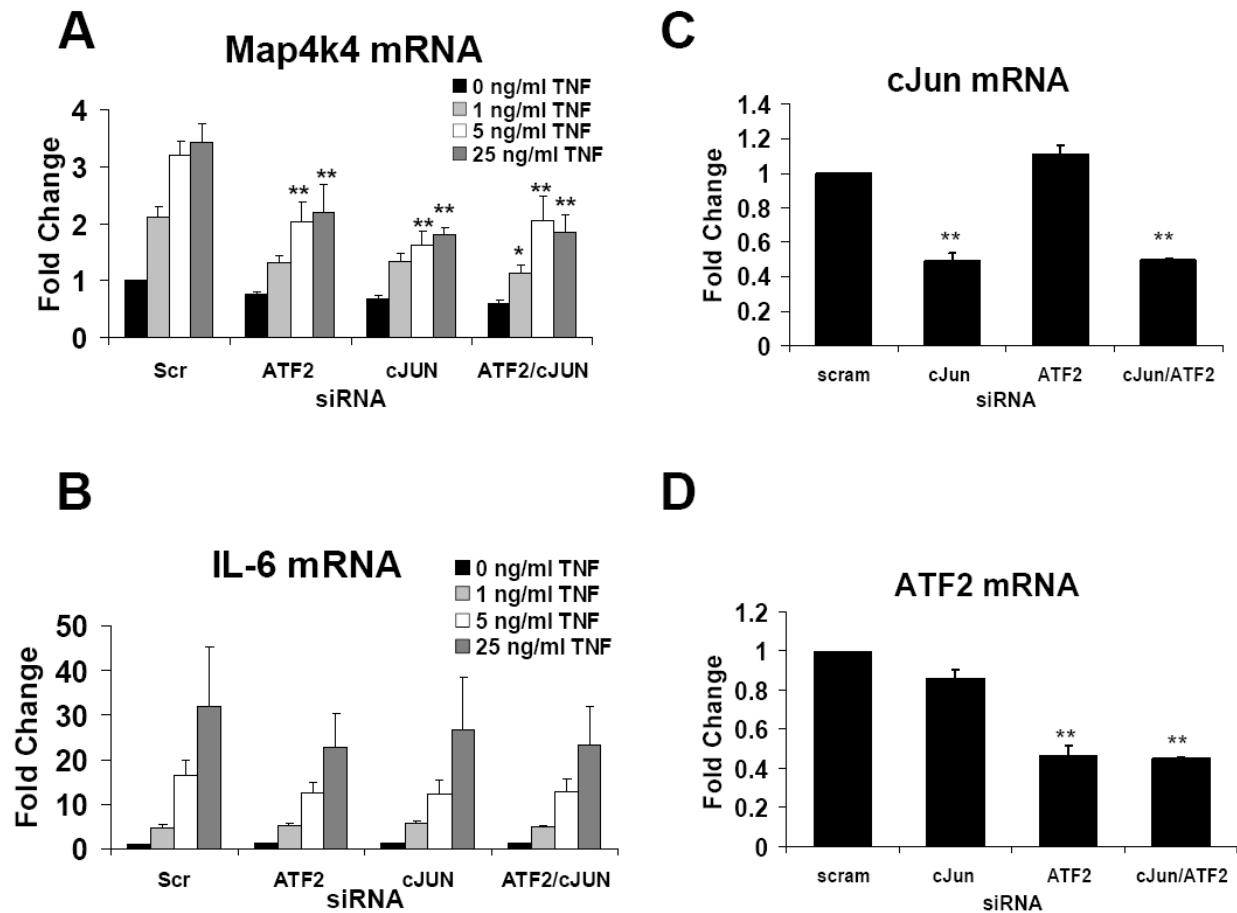 A
Map4k4 mRNA
0 ng/ml TNF
1 ng/ml TNF
5 ng/ml TNF
25 ng/ml TNF
Fold Change
4
3
2
1
0
** ** ** ** * ** **
Scr ATF2 cJUN ATF2/cJUN
siRNA
B
IL-6 mRNA
0 ng/ml TNF
1 ng/ml TNF
5 ng/ml TNF
25 ng/ml TNF
Fold Change
50
40
30
20
10
0
Scr ATF2 cJUN ATF2/cJUN
siRNA
C
cJun mRNA
Fold Change
1.4
1.2
1
0.8
0.6
0.4
0.2
0
** **
scram cJun ATF2 cJun/ATF2
siRNA
D
ATF2 mRNA
Fold Change
1.2
1
0.8
0.6
0.4
0.2
0
** **
scram cJun ATF2 cJun/ATF2
siRNA